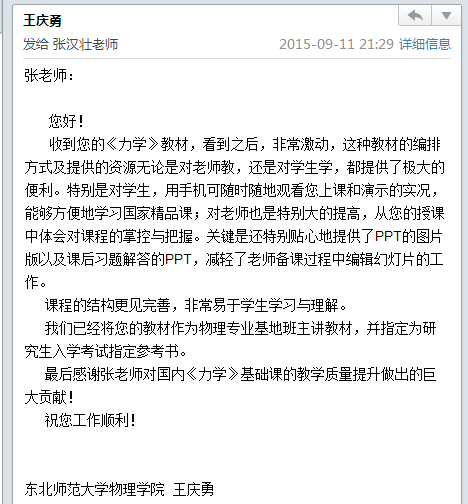 王庆勇
发给 张汉壮老师 2015-09-11 21:29 详细信息
张老师：
您好！
收到您的《力学》教材，看到之后，非常激动，这种教材的编排
方式及提供的资源无论是对老师教，还是对学生学，都提供了极大的
便利。特别是对学生，用手机可随时随地观看您上课和演示的实况，
能够方便地学习国家精品课；对老师也是特别大的提高，从您的授课
中体会对课程的掌控与把握。关键是还特别贴心地提供了PPT的图片
版以及课后习题解答的PPT，减轻了老师备课过程中编辑幻灯片的工
作。
课程的结构更见完善，非常易于学生学习与理解。
我们已经将您的教材作为物理专业基地班主讲教材，并指定为研
究生入学考试指定参考书。
最后感谢张老师对国内《力学》基础课的教学质量提升做出的巨
大贡献！
祝您工作顺利！
东北师范大学物理学院 王庆勇